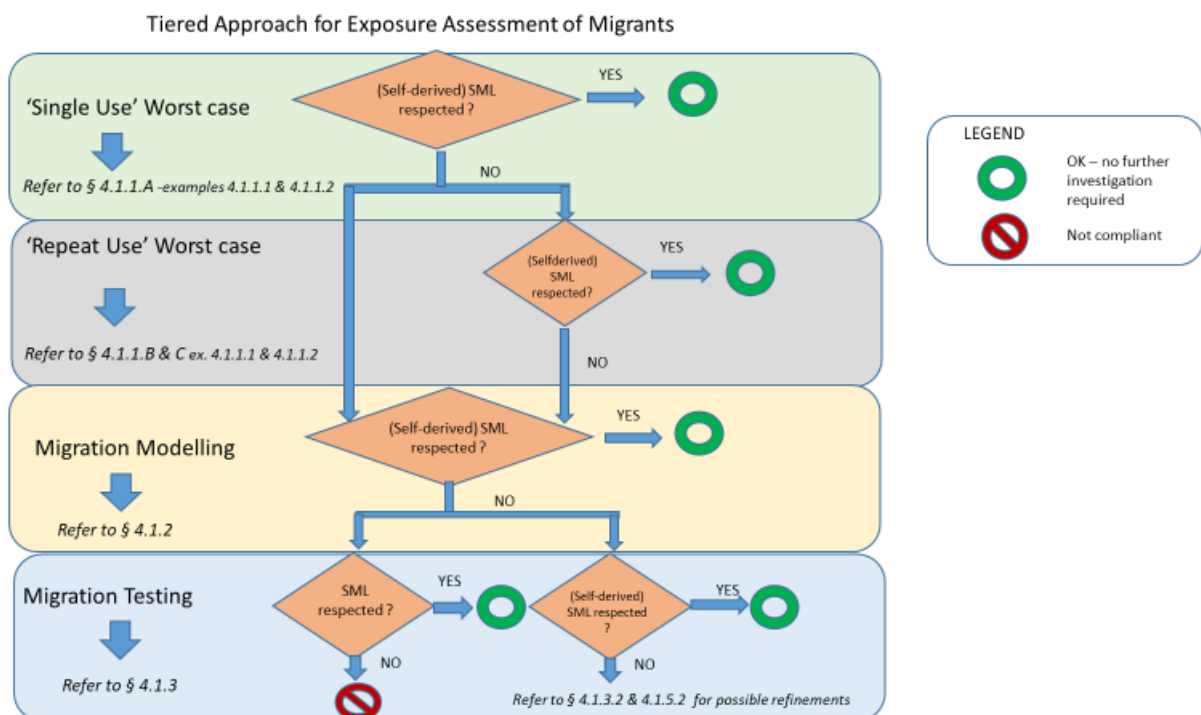 Tiered Approach for Exposure Assessment of Migrants
‘Single Use’ Worst case
Refer to § 4.1.1.A -examples 4.1.1.1 & 4.1.1.2
(Self-derived) SML
respected ?
YES
NO
‘Repeat Use’ Worst case
Refer to § 4.1.1.B & C ex. 4.1.1.1 & 4.1.1.2
(Selfderived)
SML
respected?
YES
NO
Migration Modelling
Refer to § 4.1.2
(Self-derived) SML
respected ?
YES
NO
Migration Testing
Refer to § 4.1.3
SML
respected ?
YES
NO
(Self-derived)
SML respected
?
YES
NO
Refer to § 4.1.3.2 & 4.1.5.2 for possible refinements
LEGEND
OK – no further
investigation
required
Not compliant